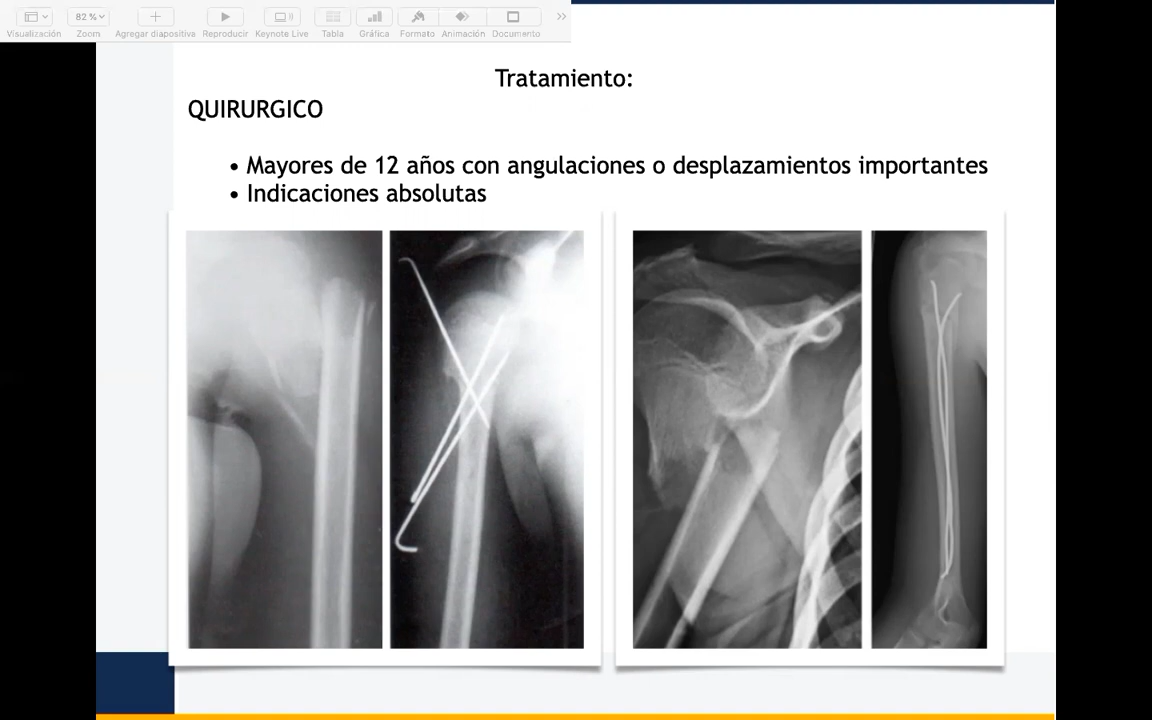 82 %
Visualización Zoom Agregar diapositiva Reproducir Keynote Live Tabla Gráfica Formato Animación Documento
Tratamiento:
QUIRURGICO
• Mayores de 12 años con angulaciones o desplazamientos importantes
• Indicaciones absolutas